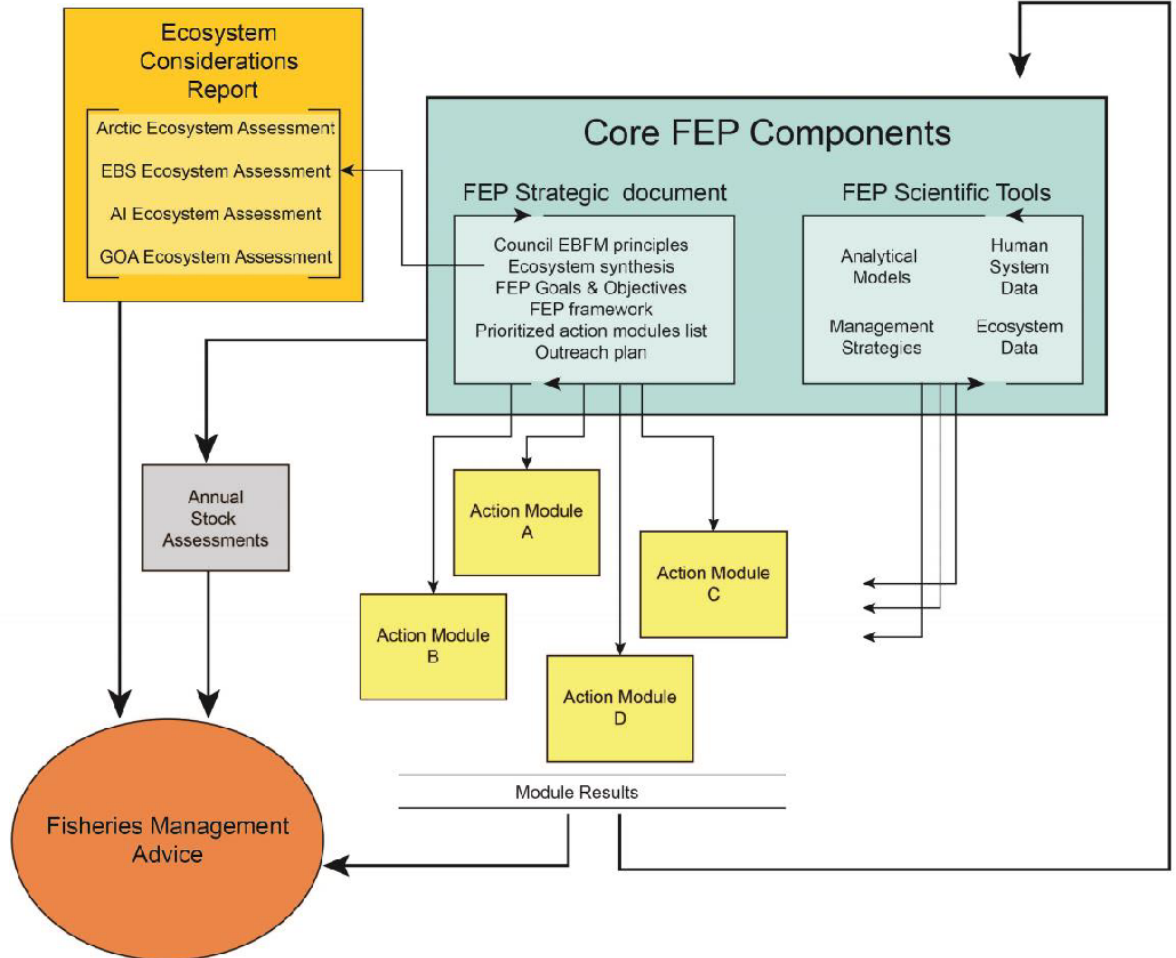 Ecosystem
Considerations
Report
Arctic Ecosystem Assessment
EBS Ecosystem Assessment
AI Ecosystem Assessment
GOA Ecosystem Assessment
Core FEP Components
FEP Strategic document
Council EBFM principles
Ecosystem synthesis
FEP Goals & Objectives
FEP framework
Prioritized action modules list
Outreach plan
FEP Scientific Tools
Analytical
Models
Human
System
Data
Management
Strategies
Ecosystem
Data
Annual
Stock
Assessments
Action Module
A
Action Module
B
Action Module
C
Action Module
D
Module Results
Fisheries Management
Advice